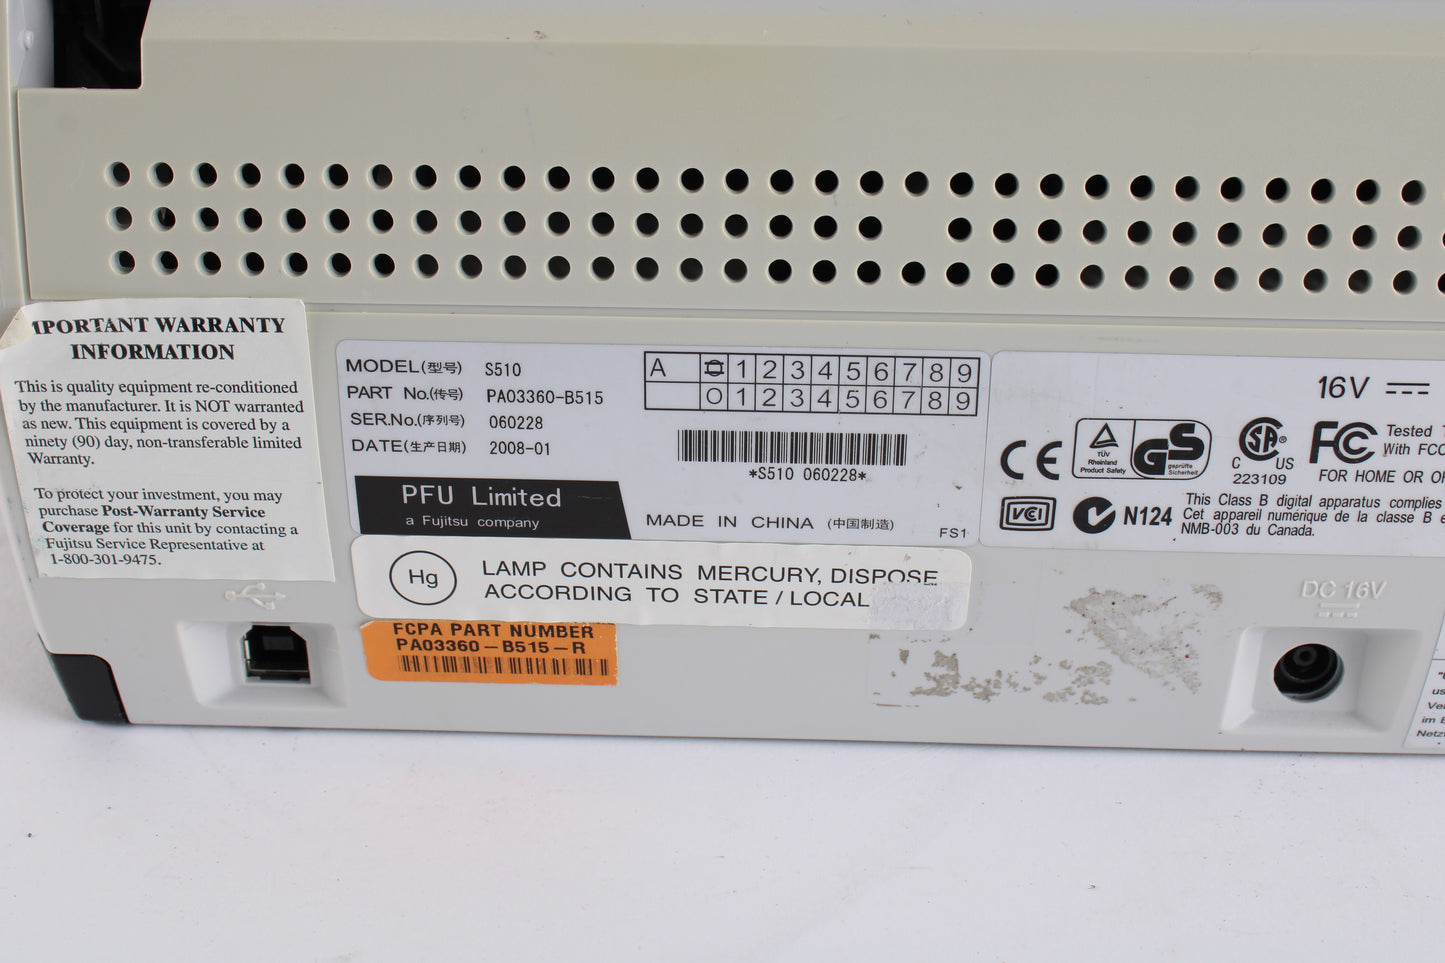 IMPORTANT WARRANTY
INFORMATION
This is quality equipment re-conditioned
by the manufacturer. It is NOT warranted
as new. This equipment is covered by a
ninety (90) day, non-transferable limited
Warranty.
To protect your investment, you may
purchase Post-Warranty Service
Coverage for this unit by contacting a
Fujitsu Service Representative at
1-800-301-9475.
MODEL(型号) S510
PART No.(传号) PA03360-B515
SER.No.(序列号) 060228
DATE(生产日期) 2008-01
PFU Limited
a Fujitsu company
A 1 2 3 4 5 6 7 8 9
0 1 2 3 4 5 6 7 8 9
*S510 060228*
MADE IN CHINA (中国制造)
FS1
16V
CE
TÜV
Rheinland
Product Safety
GS
geprüfte
Sicherheit
SA
C US
223109
FC
Tested
With FCC
FOR HOME OR
VCCI
N124
This Class B digital apparatus complies
Cet appareil numérique de la classe B
NMB-003 du Canada.
Hg
LAMP CONTAINS MERCURY, DISPOSE
ACCORDING TO STATE / LOCAL
FCPA PART NUMBER
PA03360-B515-R
DC 16V
us
Ve
im
Netz